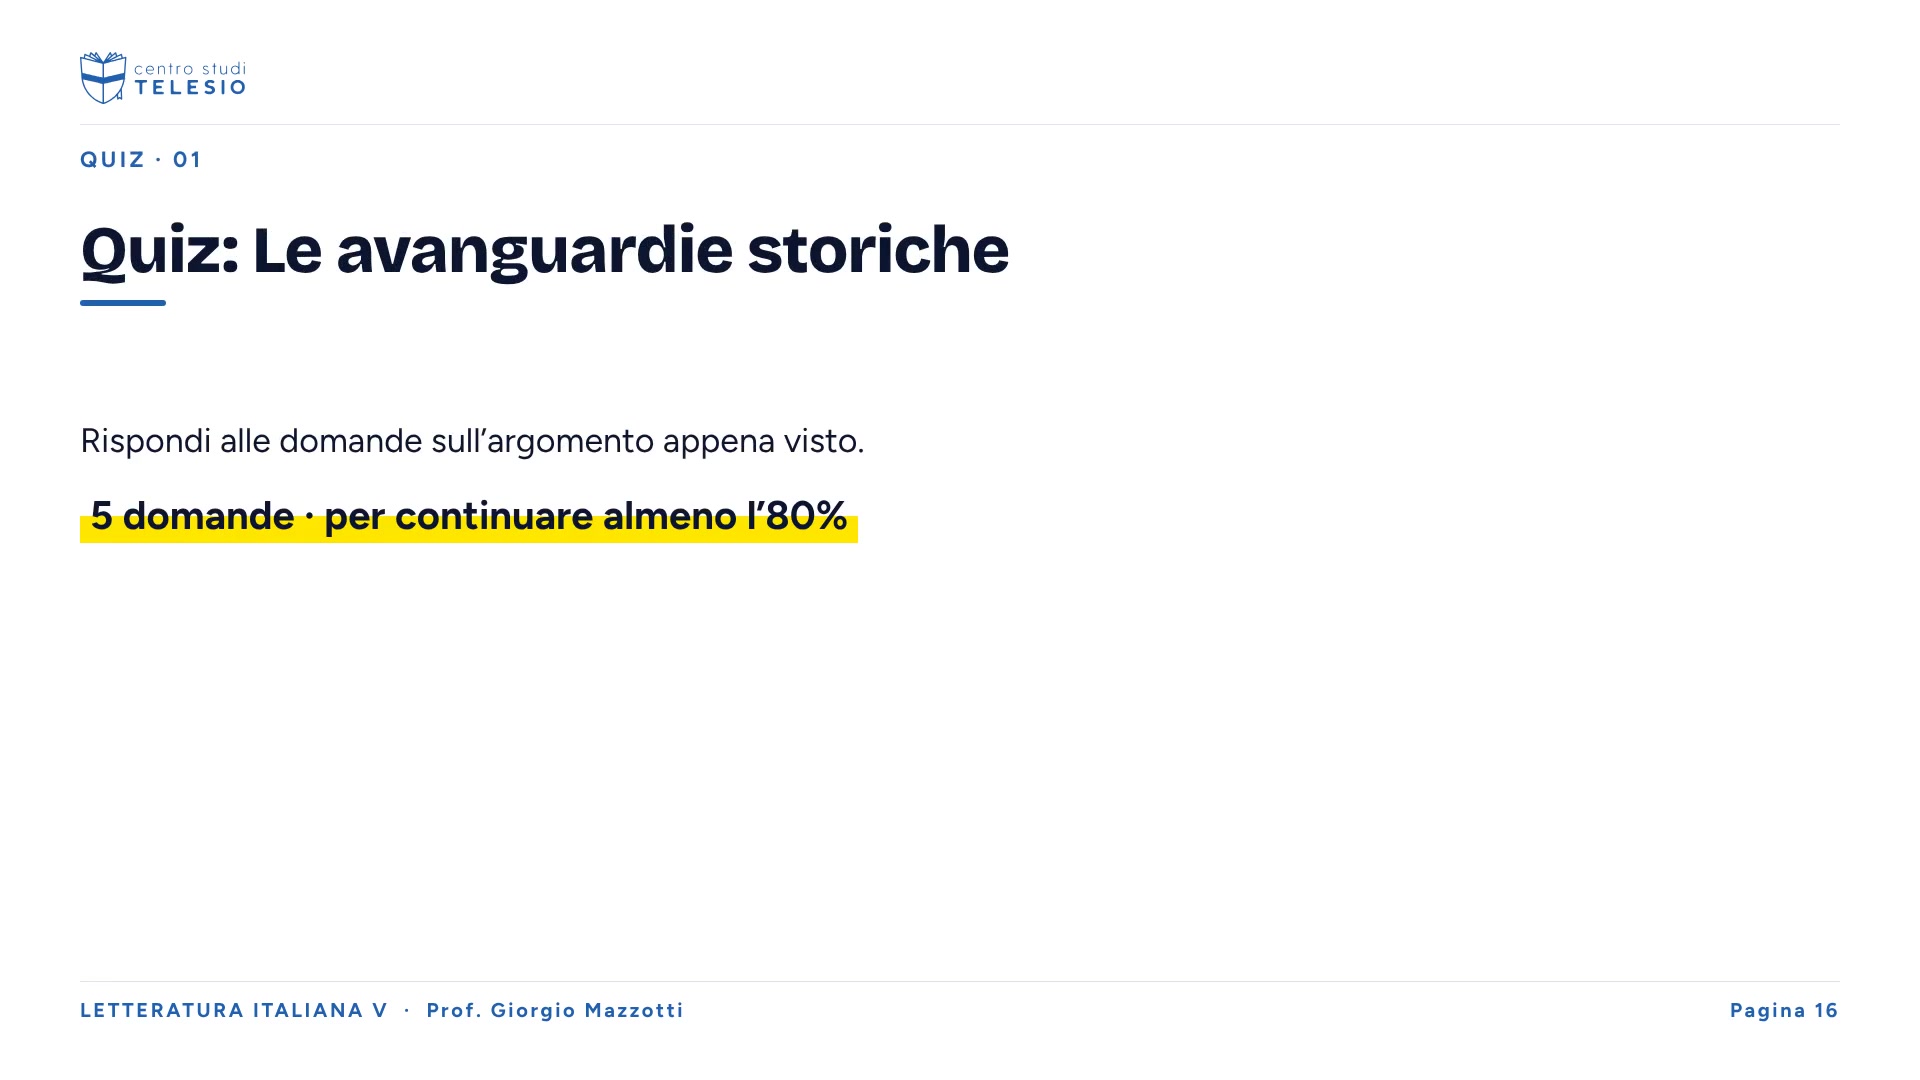 centro studi
TELESIO
QUIZ · 01
Quiz: Le avanguardie storiche
Rispondi alle domande sull’argomento appena visto.
5 domande · per continuare almeno l’80%
LETTERATURA ITALIANA V · Prof. Giorgio Mazzotti
Pagina 16